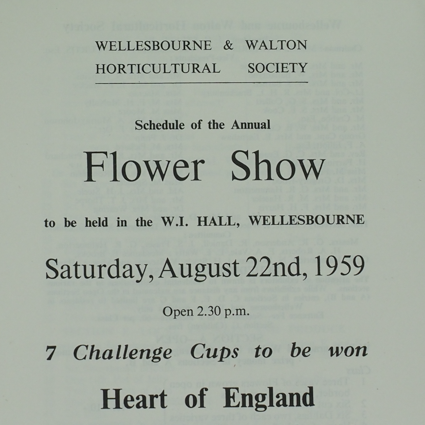 WELLESBOURNE & WALTON
HORTICULTURAL SOCIETY
Schedule of the Annual
Flower Show
to be held in the W.I. HALL, WELLESBOURNE
Saturday, August 22nd, 1959
Open 2.30 p.m.
7 Challenge Cups to be won
Heart of England